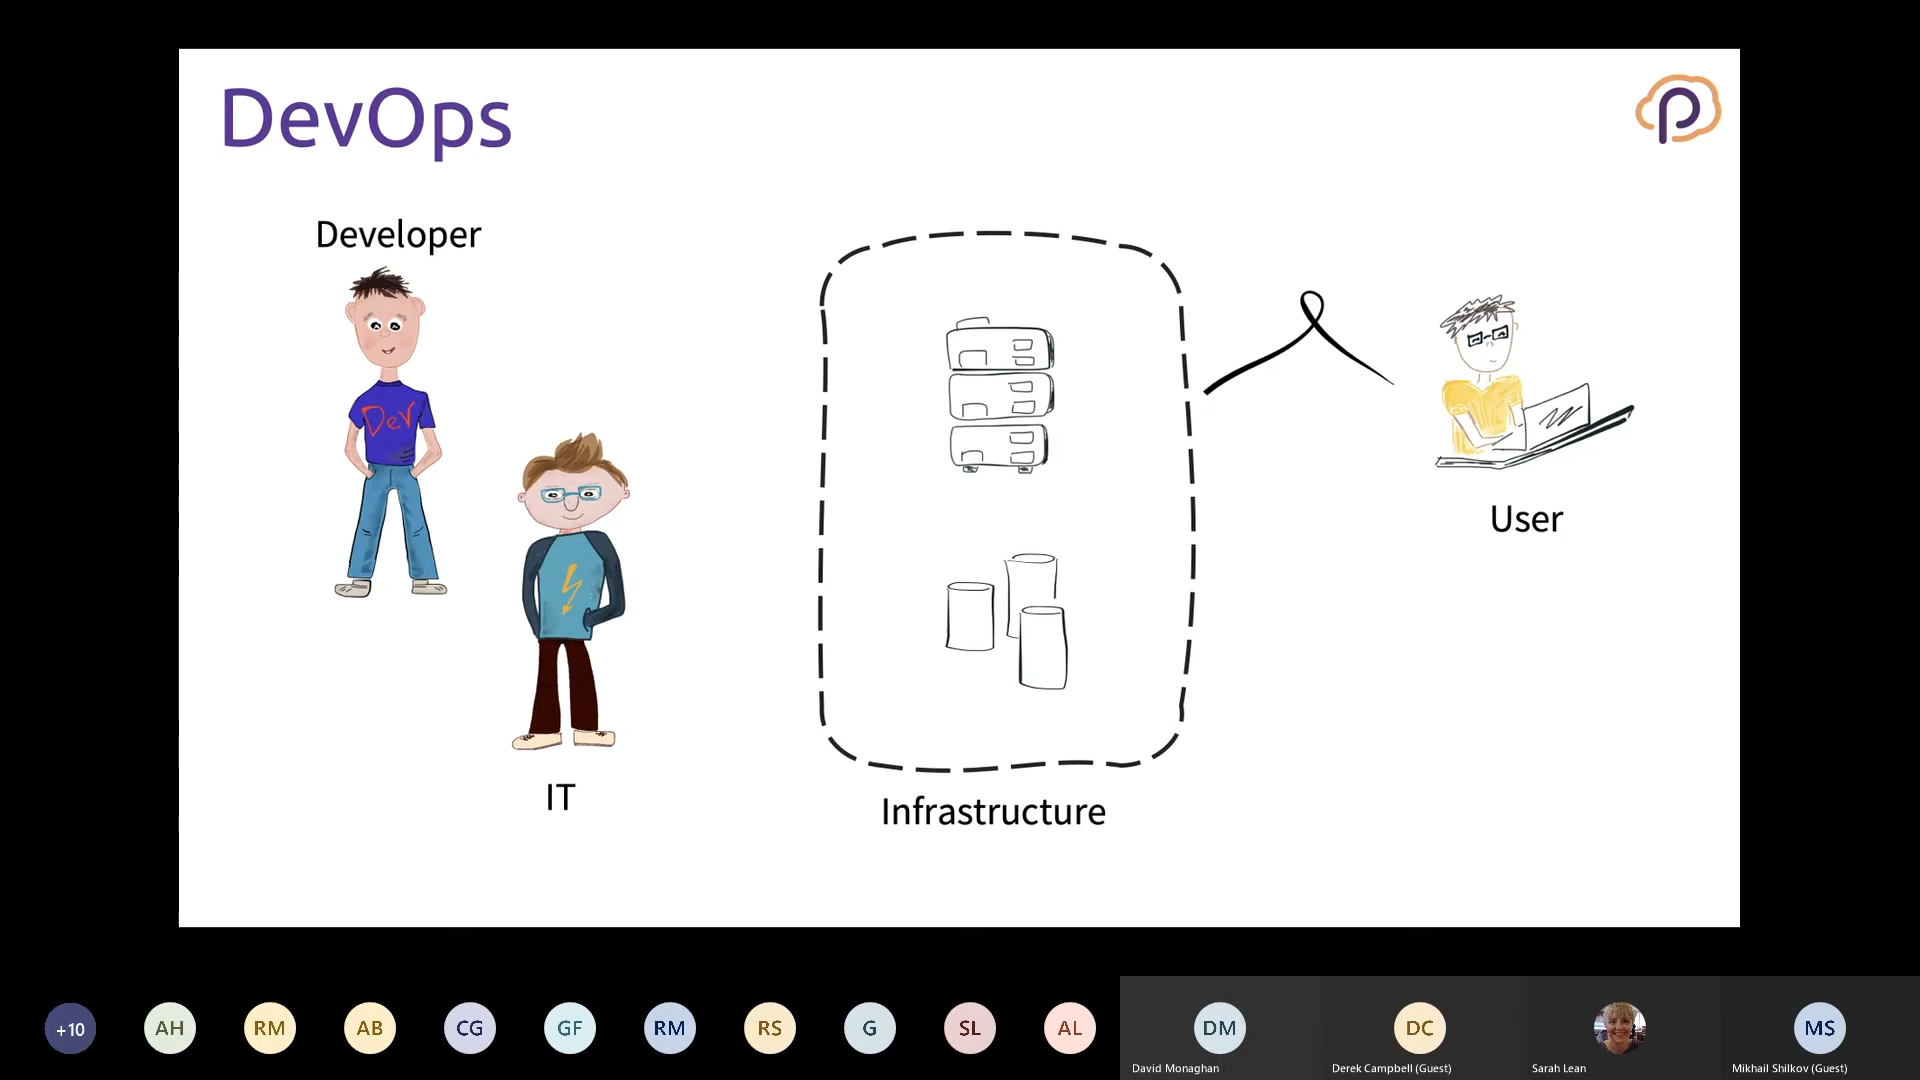 DevOps
Developer
Dev
IT
Infrastructure
User
+10
AH
RM
AB
CG
GF
RM
RS
G
SL
AL
DM
DC
MS
David Monaghan
Derek Campbell (Guest)
Sarah Lean
Mikhail Shilkov (Guest)